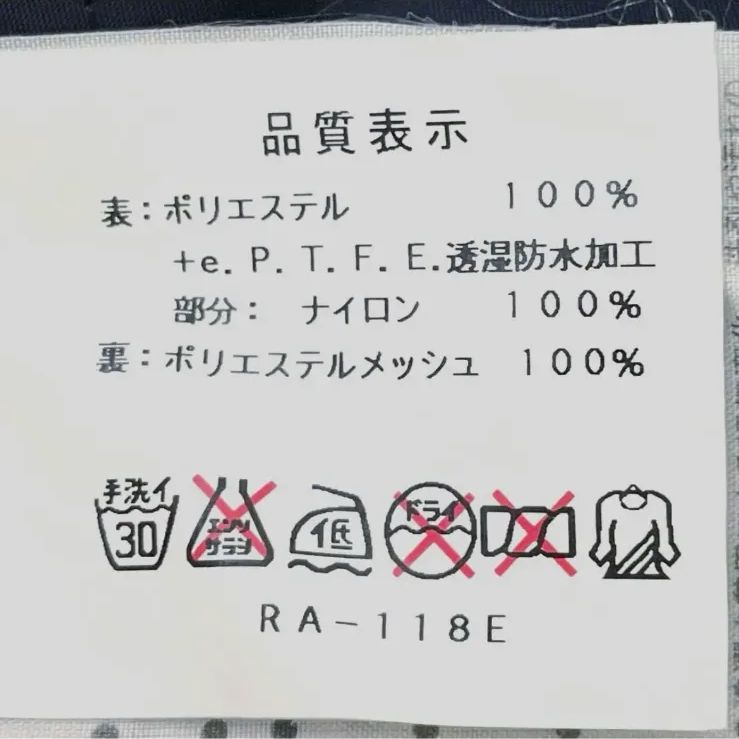 品質表示
表：ポリエステル 100%
+e.P.T.F.E.透湿防水加工
部分： ナイロン 100%
裏：ポリエステルメッシュ 100%
手洗イ
30
エンソ
サラシ
低
ドライ
RA-118E